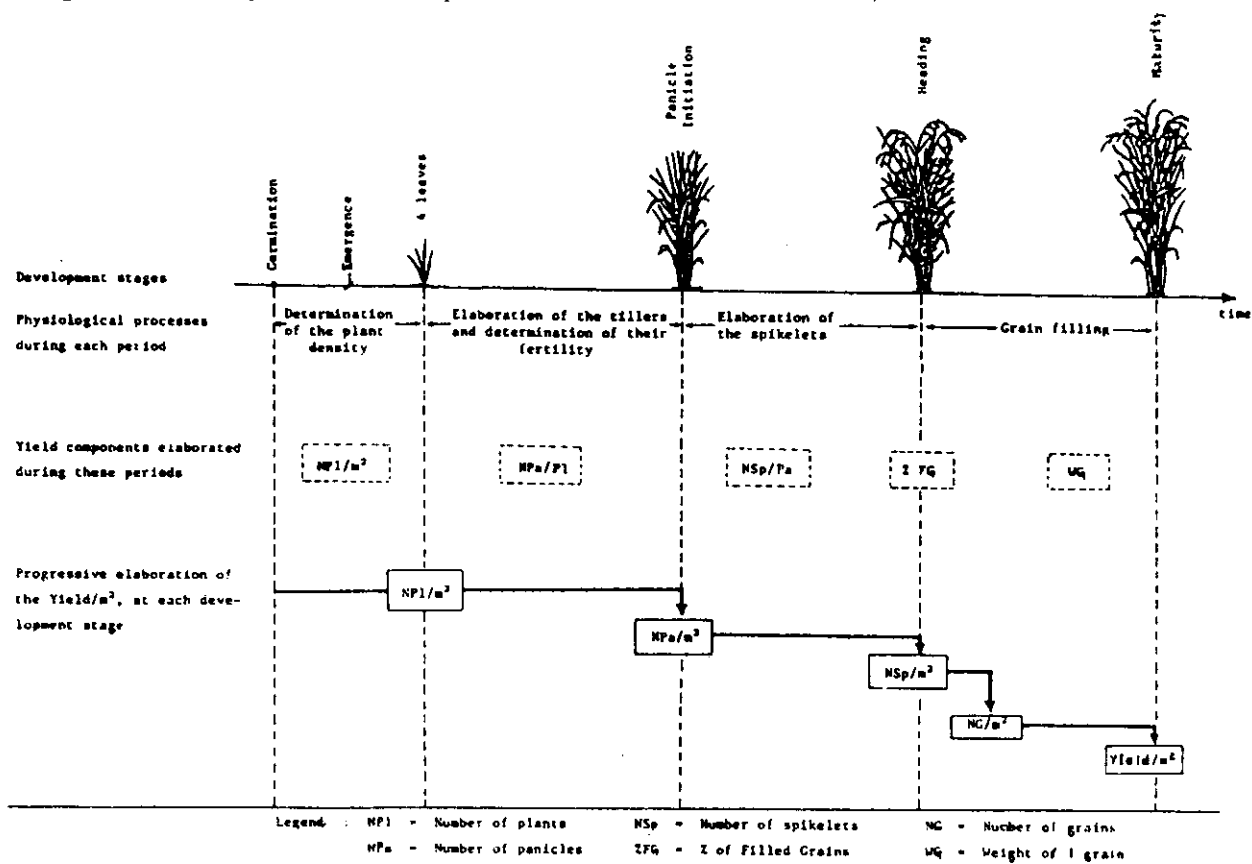 Maturity
Heading
Panicle
Initiation
4 leaves
Germination
Emergence
Development stages
time
Physiological processes
during each period
Determination
of the plant
density
Elaboration of the tillers
and determination of their
fertility
Elaboration of
the spikelets
Grain filling
Yield components elaborated
during these periods
NPl/m²
NPa/Pl
NSp/Pa
% FG
WG
Progressive elaboration of
the Yield/m², at each deve-
lopment stage
NPl/m²
NPa/m²
NSp/m²
NG/m²
Yield/m²
Legend : NPl - Number of plants NSp - Number of spikelets NG - Number of grains
NPa - Number of panicles %FG - % of Filled Grains WG - Weight of 1 grain